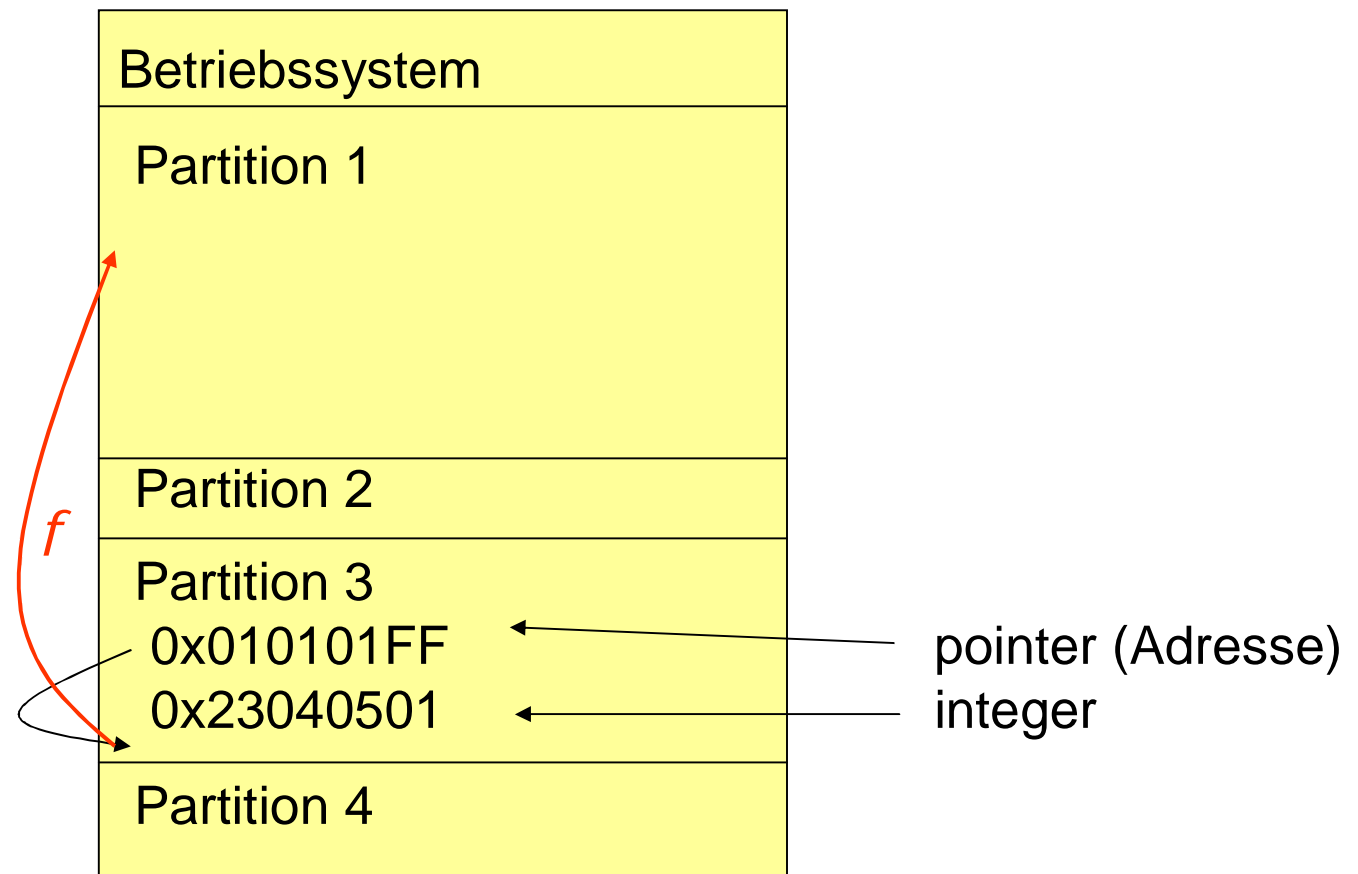 Betriebssystem
Partition 1
Partition 2
f
Partition 3
0x010101FF
pointer (Adresse)
0x23040501
integer
Partition 4